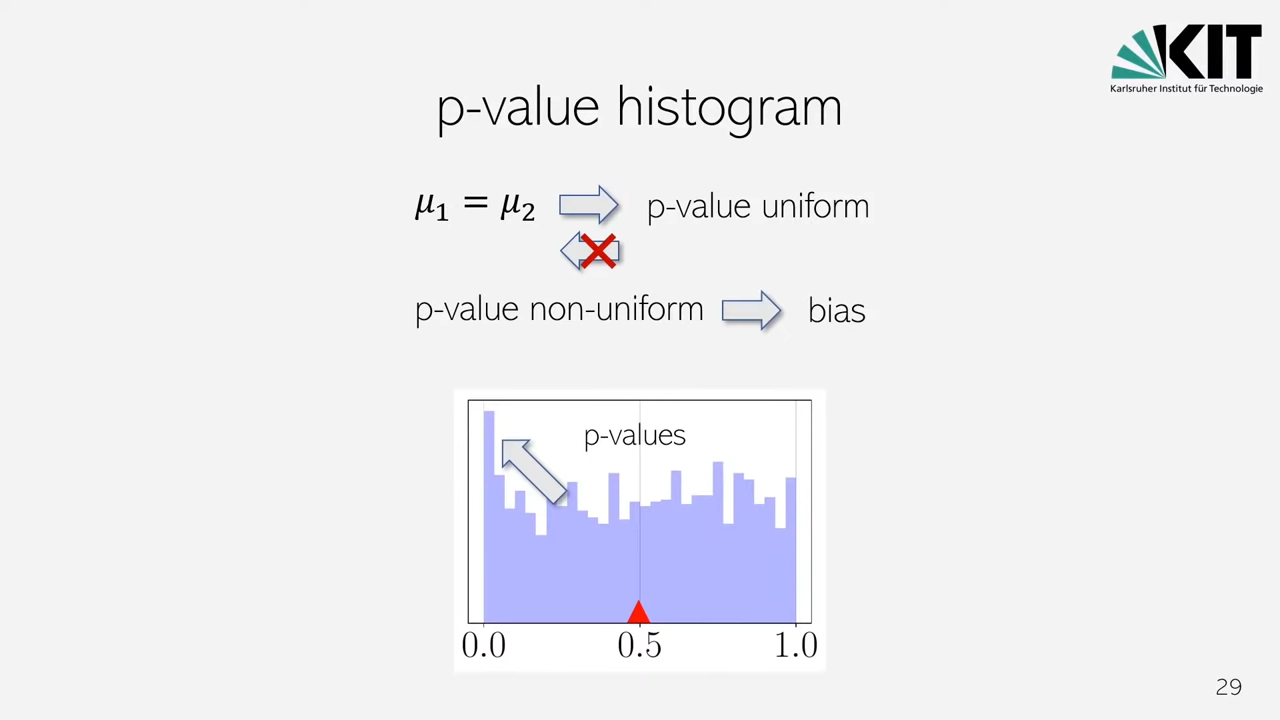 KIT
Karlsruher Institut für Technologie
p-value histogram
μ₁ = μ₂ p-value uniform
p-value non-uniform bias
p-values
0.0 0.5 1.0
29